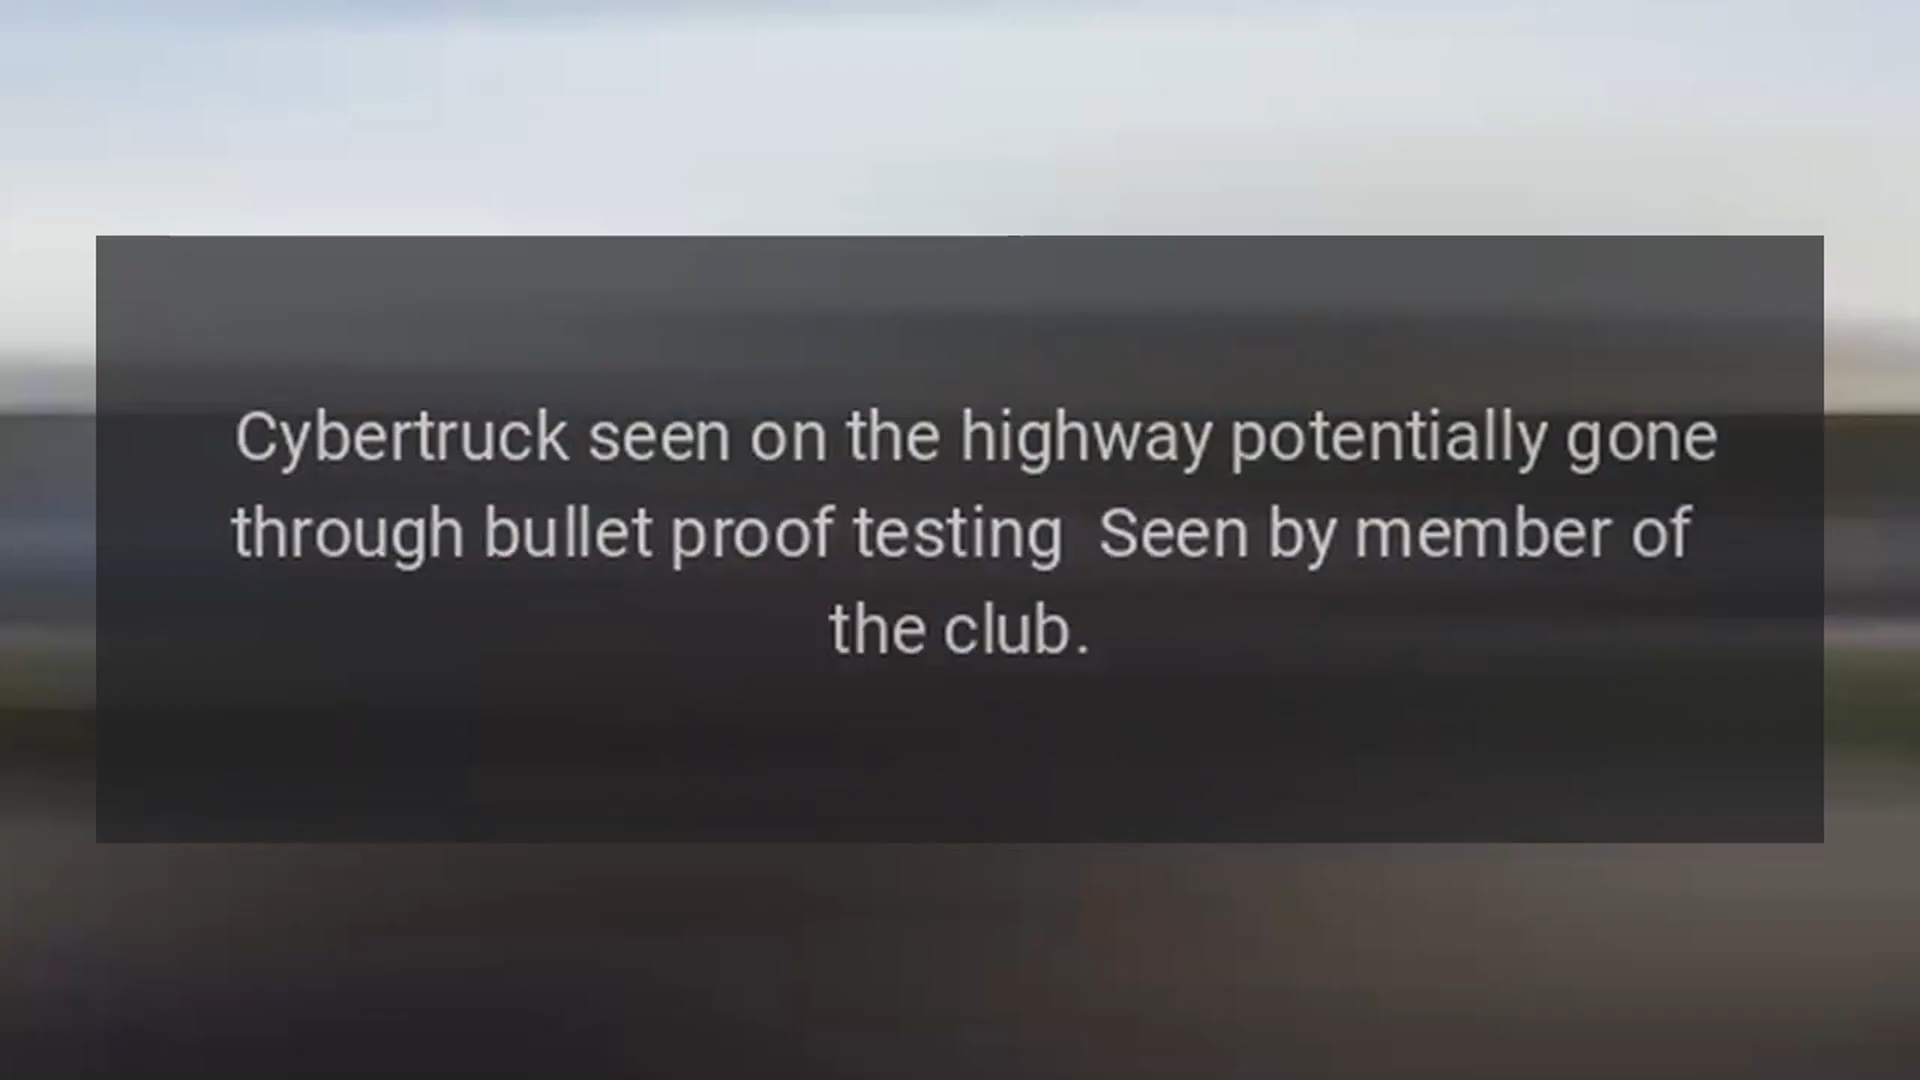 Cybertruck seen on the highway potentially gone
through bullet proof testing  Seen by member of
the club.